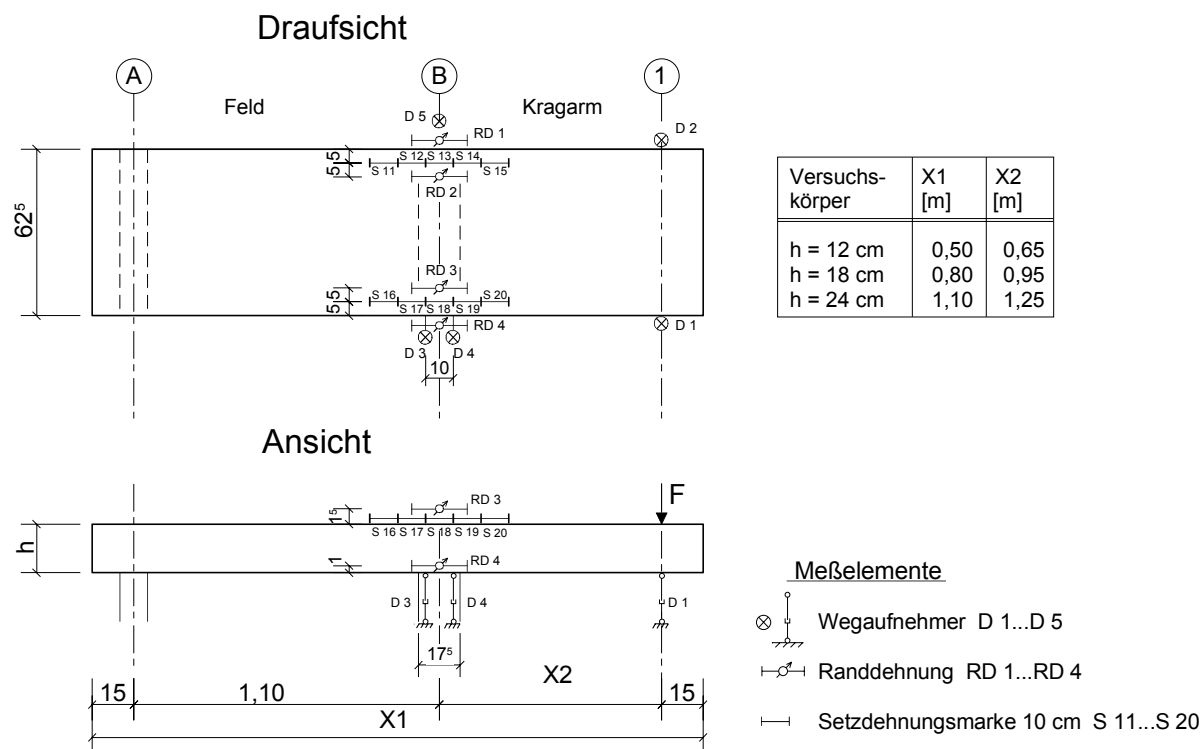 Draufsicht
A
B
1
Feld
Kragarm
D 5
RD 1
D 2
S 12 S 13 S 14
S 11
S 15
RD 2
5 5
62⁵
RD 3
S 16
S 20
S 17 S 18 S 19
5 5
RD 4
D 1
D 3
D 4
10
Versuchs-
körper
X1
[m]
X2
[m]
h = 12 cm 0,50 0,65
h = 18 cm 0,80 0,95
h = 24 cm 1,10 1,25
Ansicht
F
RD 3
1⁵
S 16 S 17 S 18 S 19 S 20
h
1
RD 4
D 3
D 4
D 1
17⁵
15
1,10
X2
15
X1
Meßelemente
Wegaufnehmer D 1...D 5
Randdehnung RD 1...RD 4
Setzdehnungsmarke 10 cm S 11...S 20